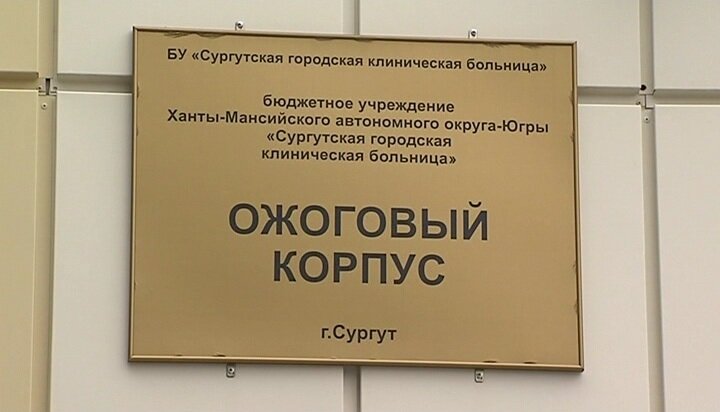 БУ «Сургутская городская клиническая больница»
бюджетное учреждение
Ханты-Мансийского автономного округа-Югры
«Сургутская городская
клиническая больница»
ОЖОГОВЫЙ
КОРПУС
г.Сургут